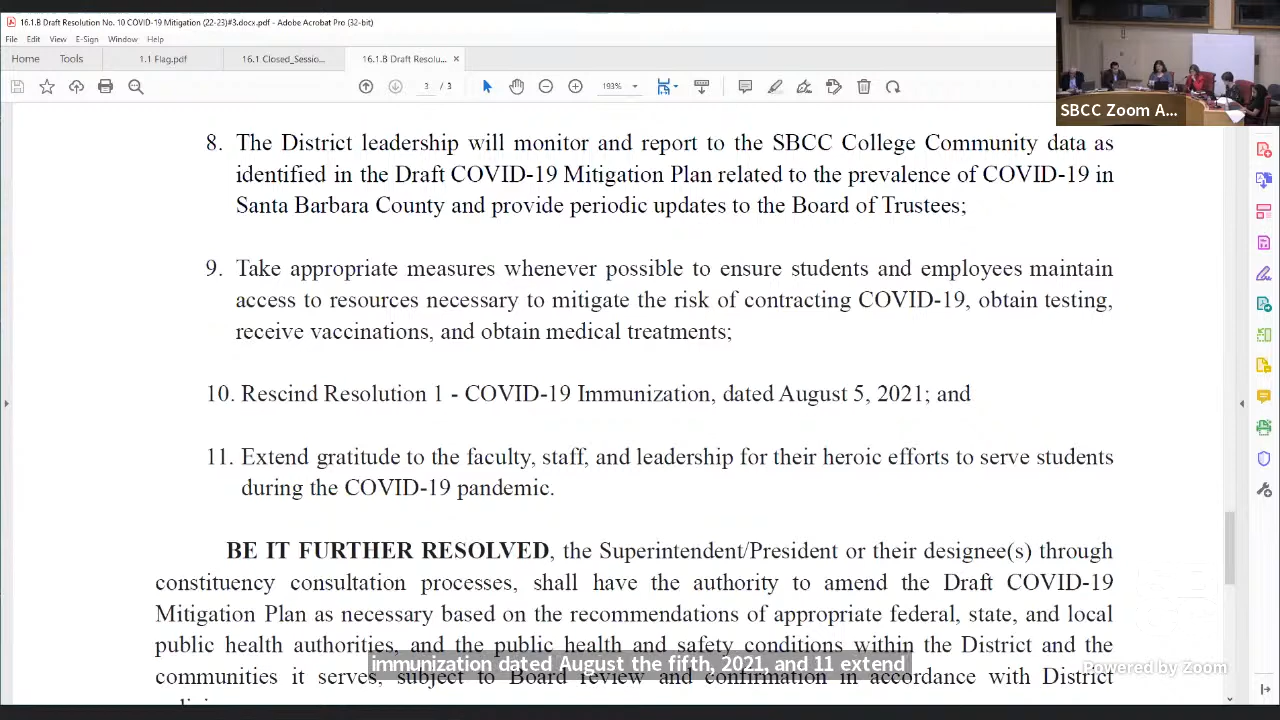 16.1.B Draft Resolution No. 10 COVID-19 Mitigation (22-23)#3.docx.pdf - Adobe Acrobat Pro (32-bit)
File Edit View E-Sign Window Help
Home Tools 1.1 Flag.pdf 16.1 Closed_Sessio... 16.1.B Draft Resolu... ×
3 / 3 193%
SBCC Zoom A...
8. The District leadership will monitor and report to the SBCC College Community data as
identified in the Draft COVID-19 Mitigation Plan related to the prevalence of COVID-19 in
Santa Barbara County and provide periodic updates to the Board of Trustees;
9. Take appropriate measures whenever possible to ensure students and employees maintain
access to resources necessary to mitigate the risk of contracting COVID-19, obtain testing,
receive vaccinations, and obtain medical treatments;
10. Rescind Resolution 1 - COVID-19 Immunization, dated August 5, 2021; and
11. Extend gratitude to the faculty, staff, and leadership for their heroic efforts to serve students
during the COVID-19 pandemic.
BE IT FURTHER RESOLVED, the Superintendent/President or their designee(s) through
constituency consultation processes, shall have the authority to amend the Draft COVID-19
Mitigation Plan as necessary based on the recommendations of appropriate federal, state, and local
public health authorities, and the public health and safety conditions within the District and the
immunization dated August the fifth, 2021, and 11 extend
communities it serves, subject to Board review and confirmation in accordance with District
Powered by Zoom